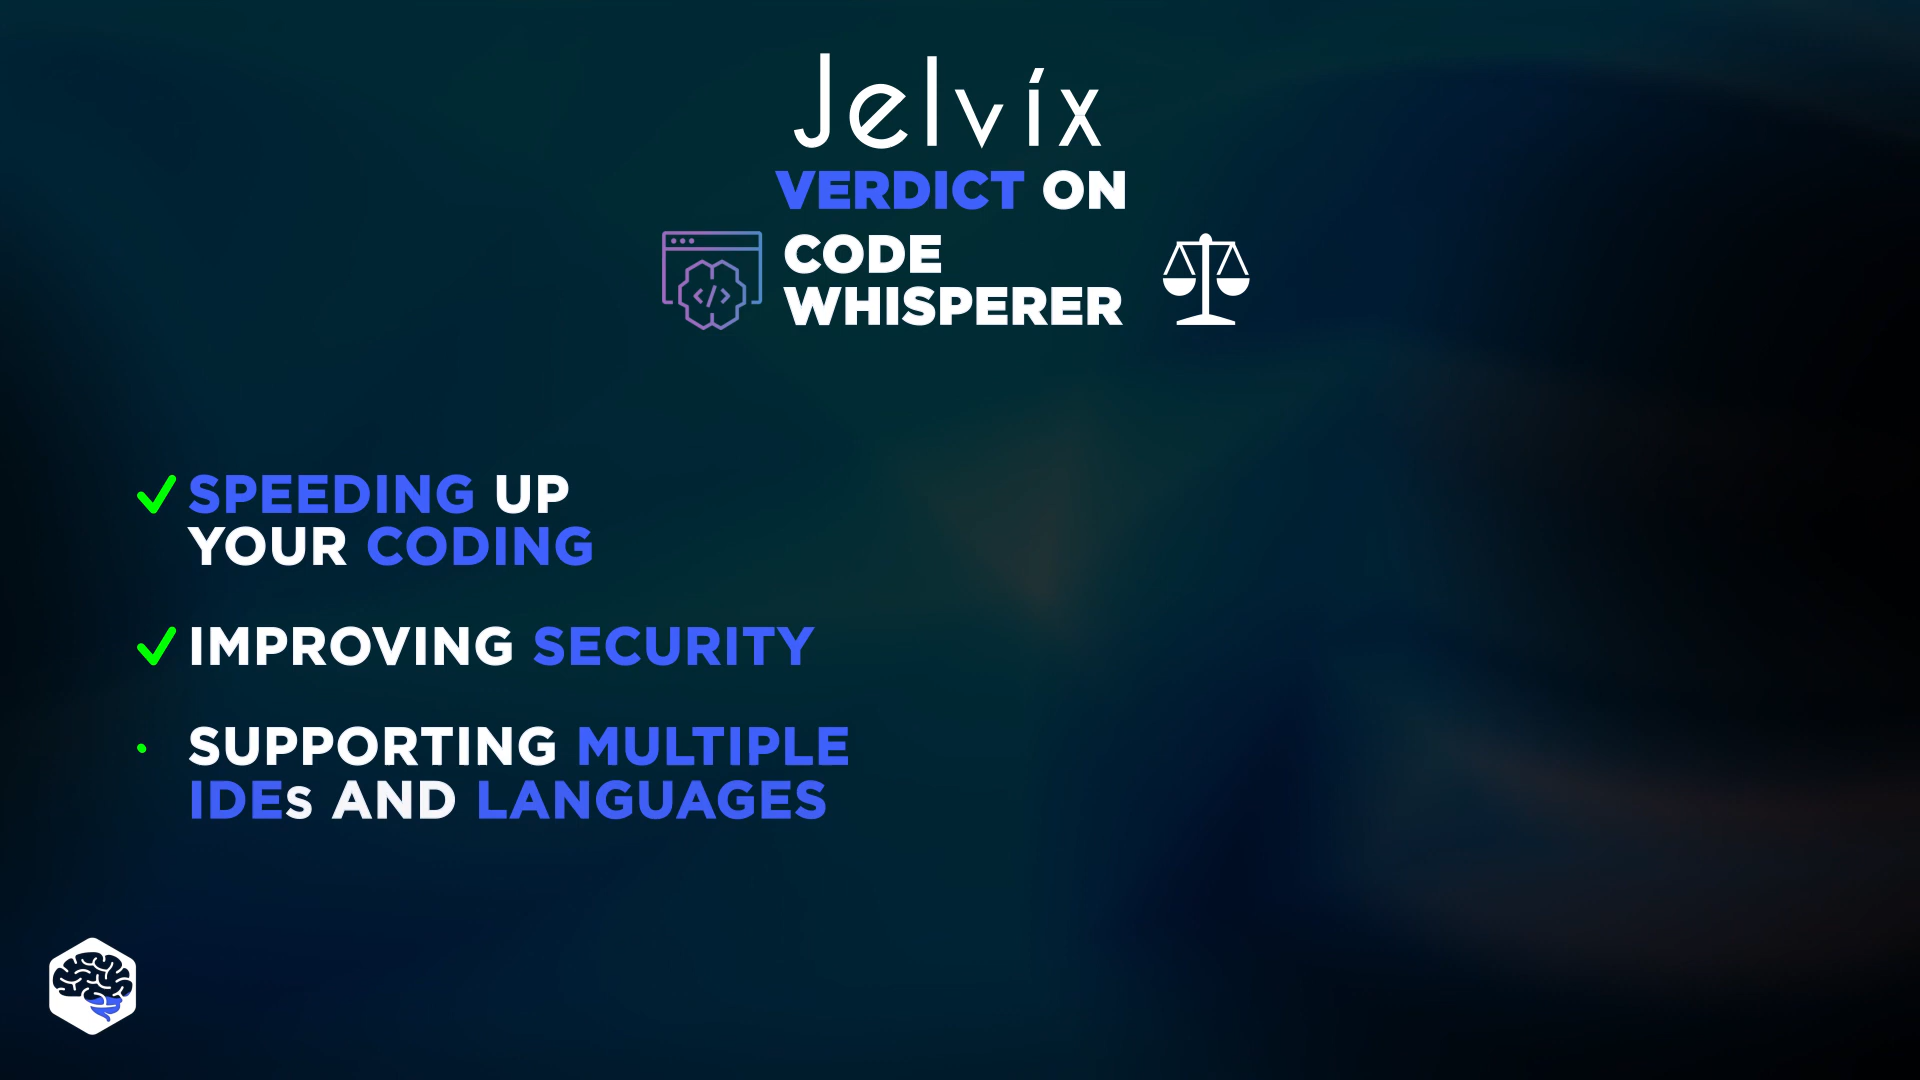 Jelvix
VERDICT ON
CODE
WHISPERER
</>
SPEEDING UP
YOUR CODING
IMPROVING SECURITY
SUPPORTING MULTIPLE
IDEs AND LANGUAGES